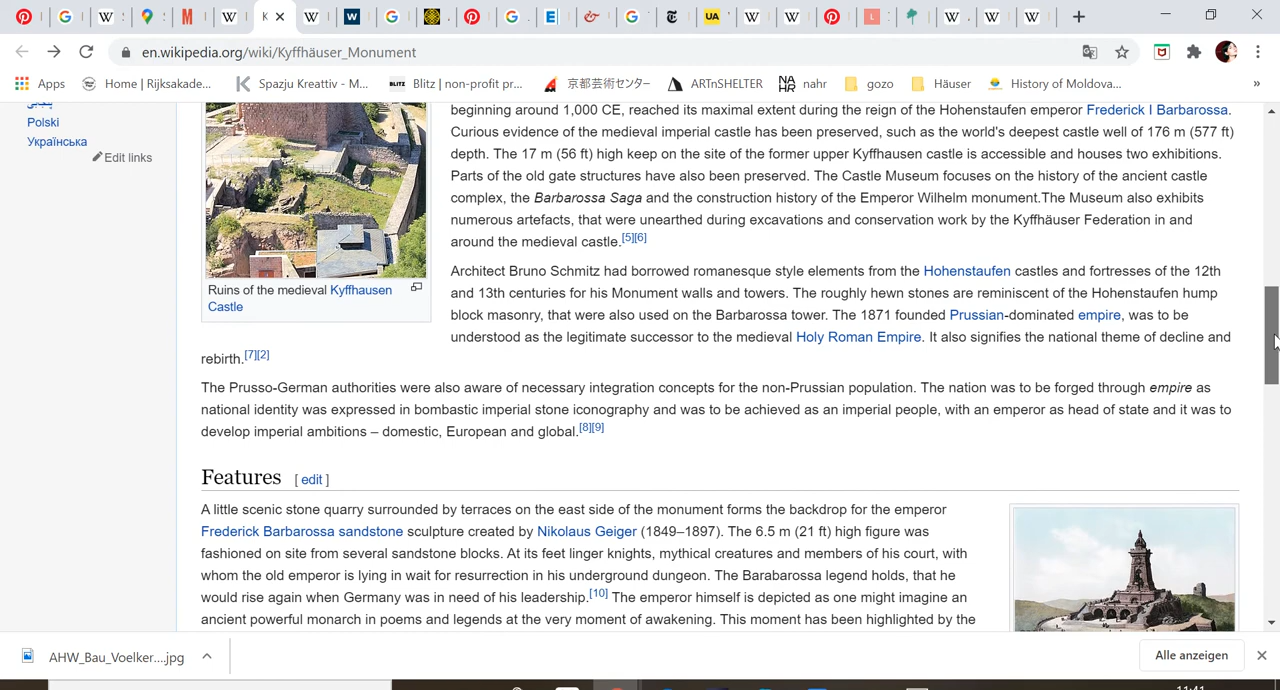 en.wikipedia.org/wiki/Kyffhäuser_Monument
Apps
Home | Rijksakade...
Spazju Kreattiv - M...
BLITZ
Blitz | non-profit pr...
京都芸術センター
ARTnSHELTER
NA
HR
nahr
gozo
Häuser
History of Moldova...
»
پنجابی
Polski
Українська
Edit links
Ruins of the medieval Kyffhausen
Castle
beginning around 1,000 CE, reached its maximal extent during the reign of the Hohenstaufen emperor Frederick I Barbarossa.
Curious evidence of the medieval imperial castle has been preserved, such as the world's deepest castle well of 176 m (577 ft)
depth. The 17 m (56 ft) high keep on the site of the former upper Kyffhausen castle is accessible and houses two exhibitions.
Parts of the old gate structures have also been preserved. The Castle Museum focuses on the history of the ancient castle
complex, the Barbarossa Saga and the construction history of the Emperor Wilhelm monument.The Museum also exhibits
numerous artefacts, that were unearthed during excavations and conservation work by the Kyffhäuser Federation in and
around the medieval castle.[5][6]
Architect Bruno Schmitz had borrowed romanesque style elements from the Hohenstaufen castles and fortresses of the 12th
and 13th centuries for his Monument walls and towers. The roughly hewn stones are reminiscent of the Hohenstaufen hump
block masonry, that were also used on the Barbarossa tower. The 1871 founded Prussian-dominated empire, was to be
understood as the legitimate successor to the medieval Holy Roman Empire. It also signifies the national theme of decline and
rebirth.[7][2]
The Prusso-German authorities were also aware of necessary integration concepts for the non-Prussian population. The nation was to be forged through empire as
national identity was expressed in bombastic imperial stone iconography and was to be achieved as an imperial people, with an emperor as head of state and it was to
develop imperial ambitions – domestic, European and global.[8][9]
Features [ edit ]
A little scenic stone quarry surrounded by terraces on the east side of the monument forms the backdrop for the emperor
Frederick Barbarossa sandstone sculpture created by Nikolaus Geiger (1849–1897). The 6.5 m (21 ft) high figure was
fashioned on site from several sandstone blocks. At its feet linger knights, mythical creatures and members of his court, with
whom the old emperor is lying in wait for resurrection in his underground dungeon. The Barabarossa legend holds, that he
would rise again when Germany was in need of his leadership.[10] The emperor himself is depicted as one might imagine an
ancient powerful monarch in poems and legends at the very moment of awakening. This moment has been highlighted by the
AHW_Bau_Voelker....jpg
Alle anzeigen
11:41